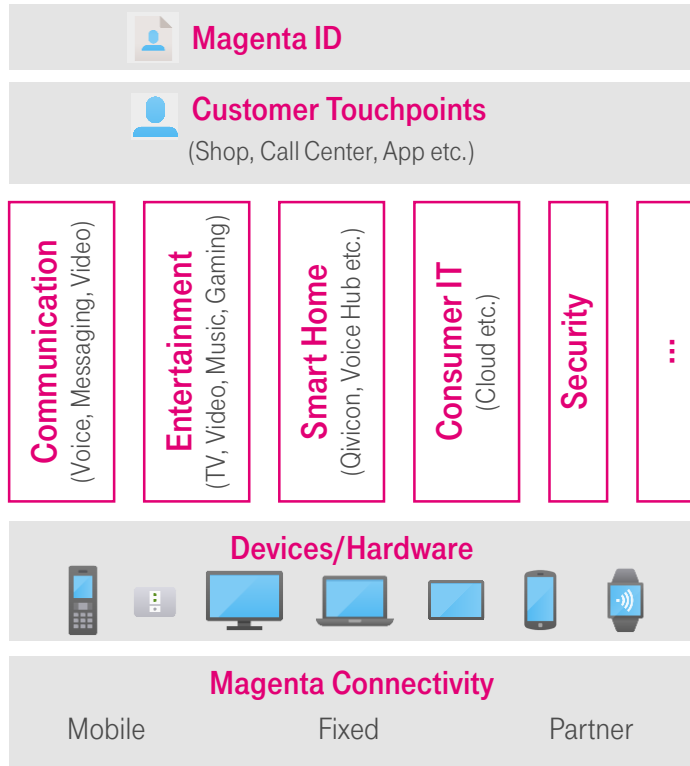 Magenta ID
Customer Touchpoints
(Shop, Call Center, App etc.)
Communication
(Voice, Messaging, Video)
Entertainment
(TV, Video, Music, Gaming)
Smart Home
(Qivicon, Voice Hub etc.)
Consumer IT
(Cloud etc.)
Security
...
Devices/Hardware
Magenta Connectivity
Mobile Fixed Partner